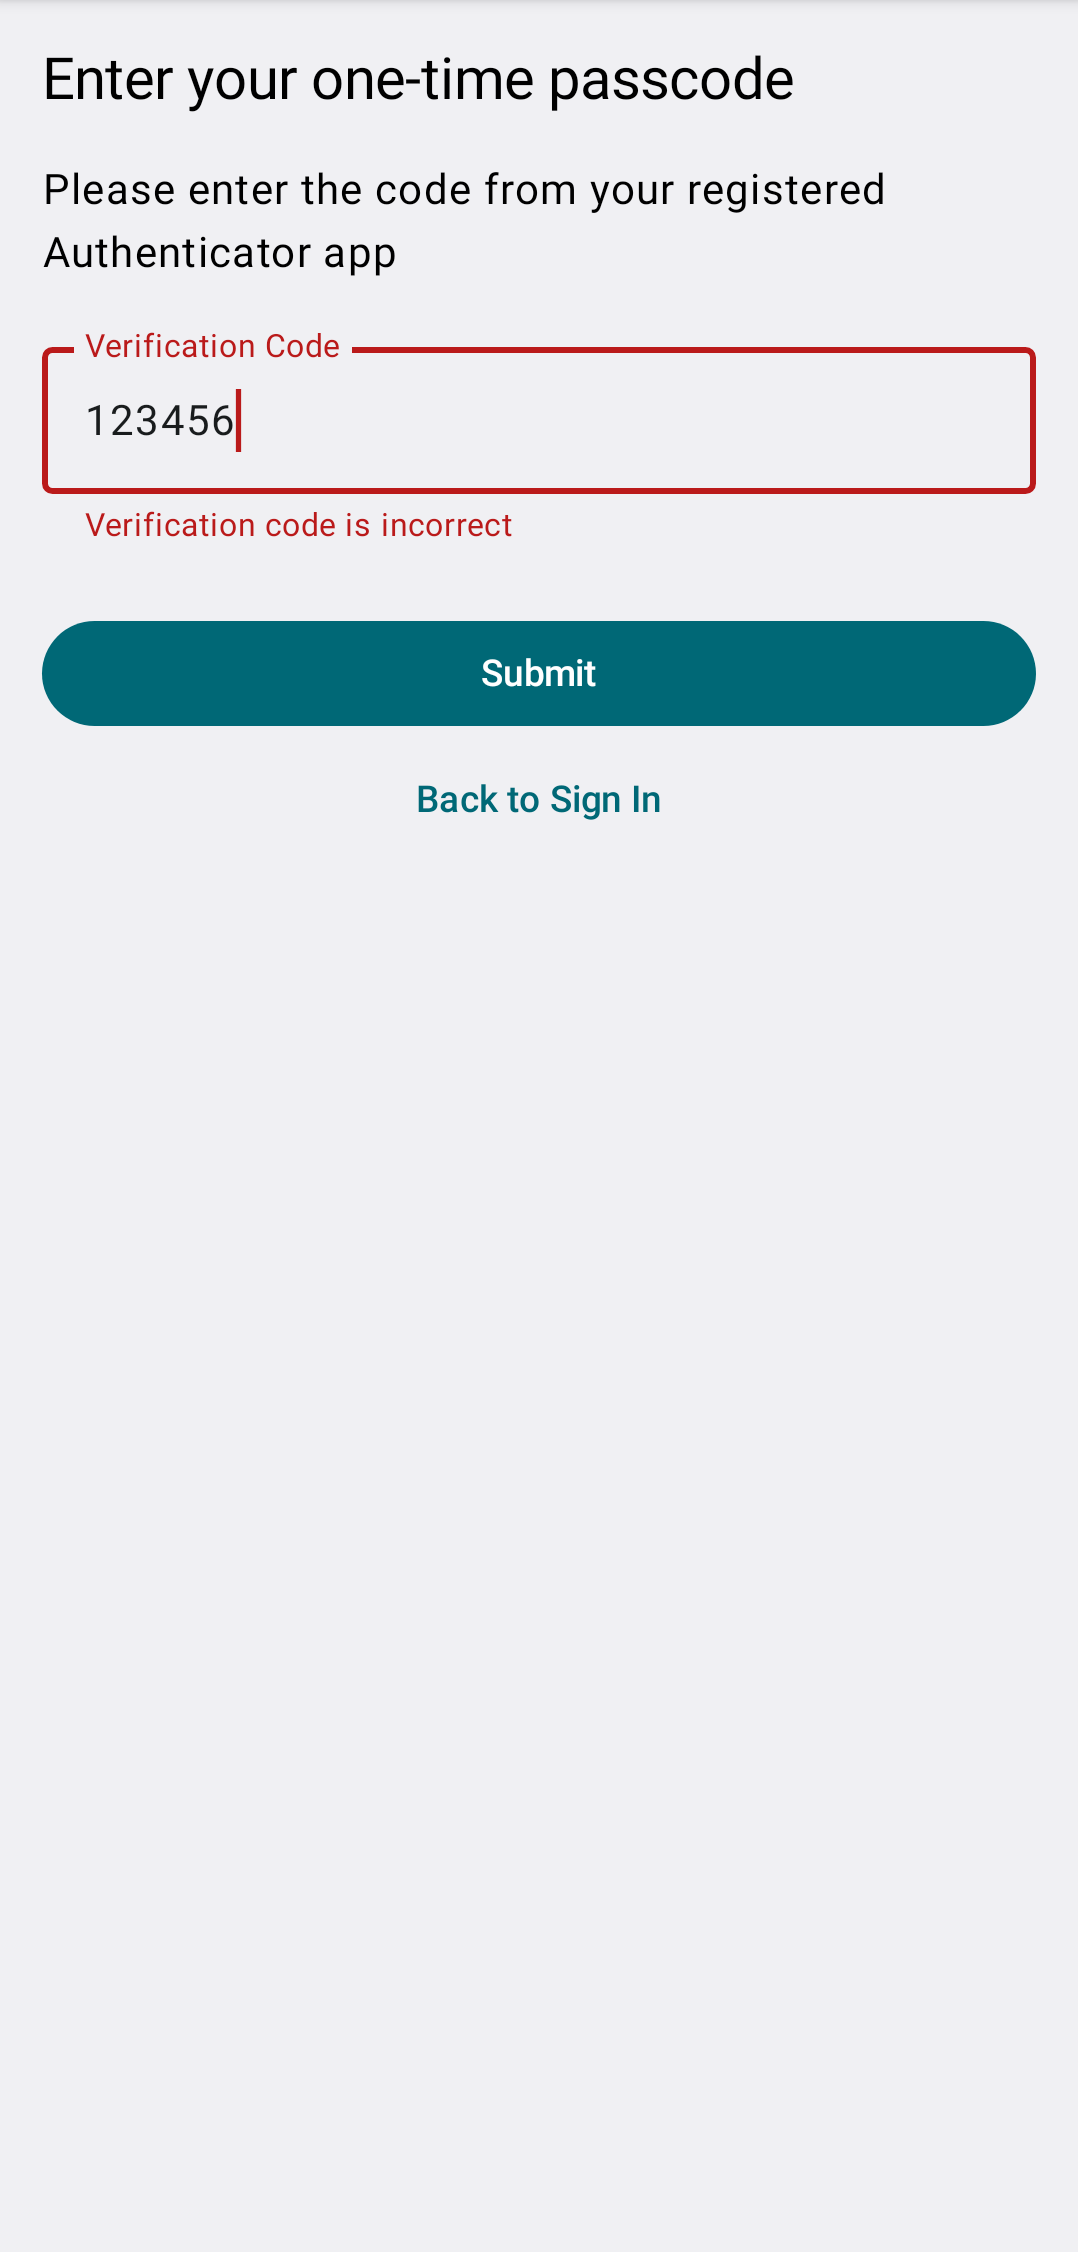 Enter your one-time passcode
Please enter the code from your registered
Authenticator app
Verification Code
123456
Verification code is incorrect
Submit
Back to Sign In